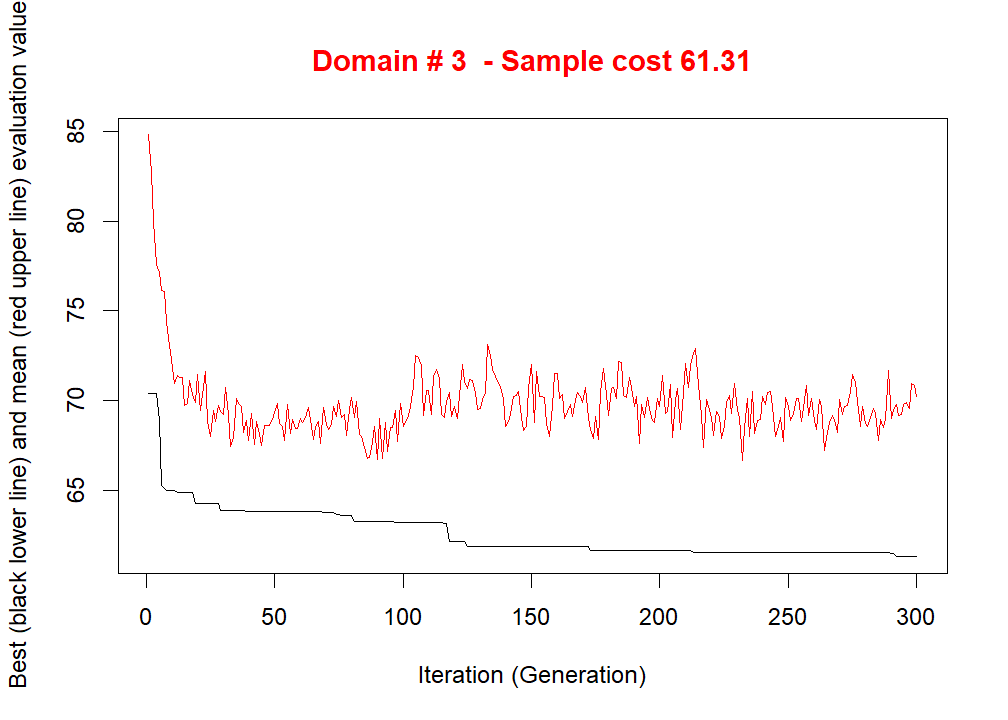 Domain # 3  - Sample cost 61.31
Best (black lower line) and mean (red upper line) evaluation value
85
80
75
70
65
0 50 100 150 200 250 300
Iteration (Generation)